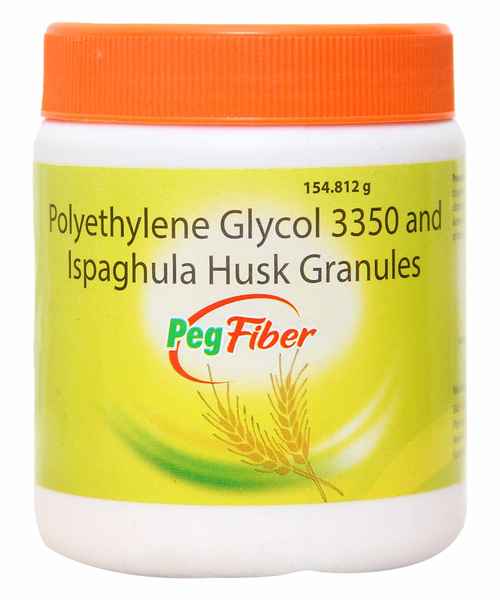 154.812 g
Polyethylene Glycol 3350 and
Ispaghula Husk Granules
PegFiber